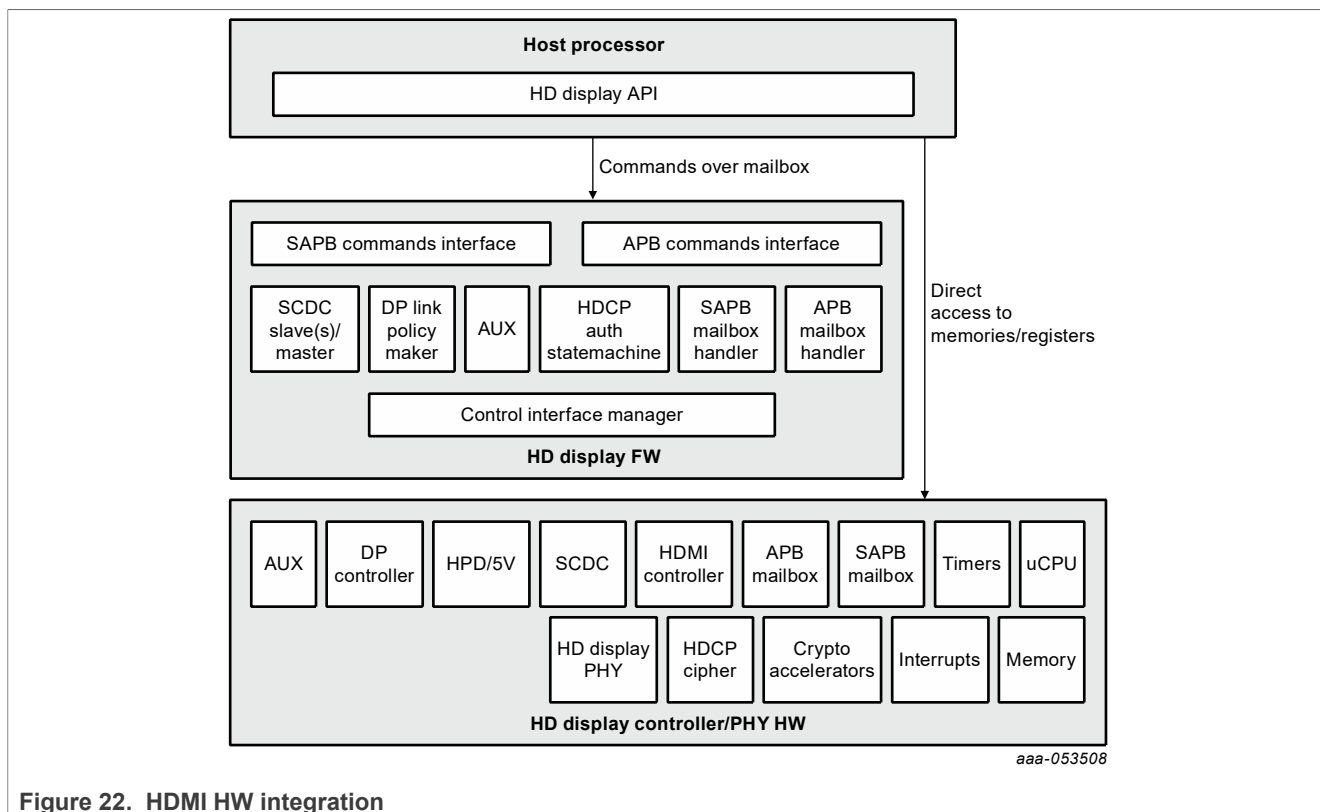 Host processor
HD display API
Commands over mailbox
SAPB commands interface
APB commands interface
SCDC
slave(s)/
master
DP link
policy
maker
AUX
HDCP
auth
statemachine
SAPB
mailbox
handler
APB
mailbox
handler
Direct
access to
memories/registers
Control interface manager
HD display FW
AUX
DP
controller
HPD/5V
SCDC
HDMI
controller
APB
mailbox
SAPB
mailbox
Timers
uCPU
HD display
PHY
HDCP
cipher
Crypto
accelerators
Interrupts
Memory
HD display controller/PHY HW
aaa-053508
Figure 22. HDMI HW integration